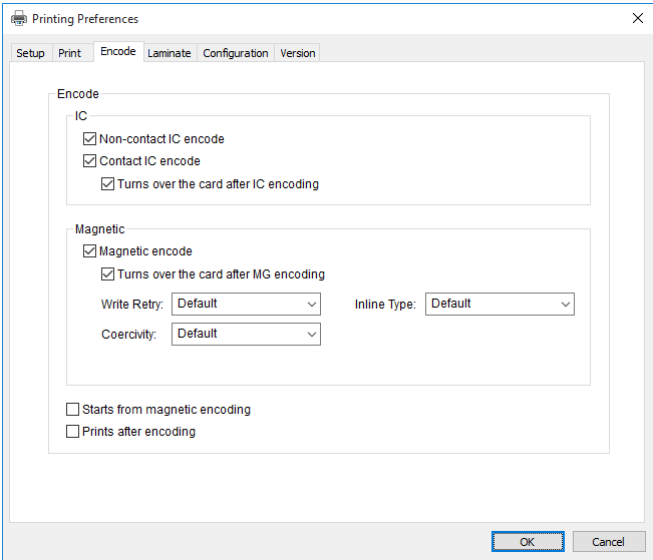 Printing Preferences
Setup Print Encode Laminate Configuration Version
Encode
IC
Non-contact IC encode
Contact IC encode
Turns over the card after IC encoding
Magnetic
Magnetic encode
Turns over the card after MG encoding
Write Retry: Default Inline Type: Default
Coercivity: Default
Starts from magnetic encoding
Prints after encoding
OK Cancel